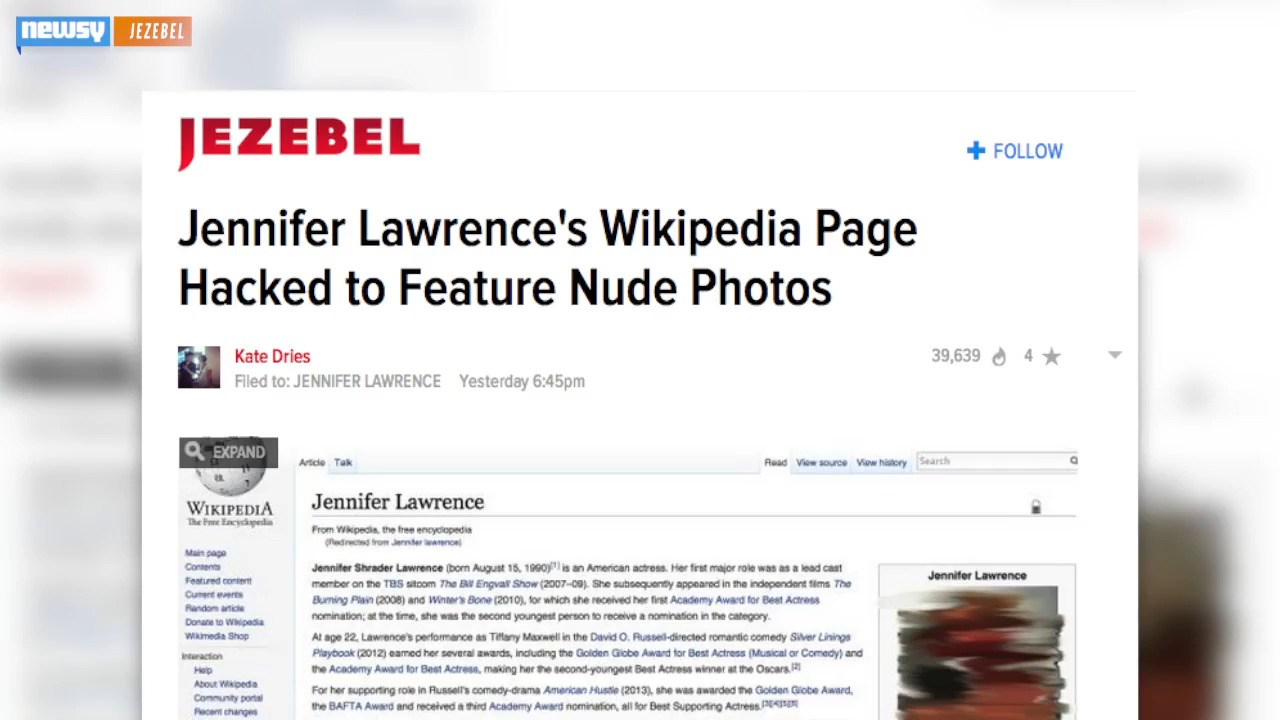 newsy JEZEBEL
JEZEBEL
FOLLOW
Jennifer Lawrence's Wikipedia Page
Hacked to Feature Nude Photos
Kate Dries
39,639 4
Filed to: JENNIFER LAWRENCE Yesterday 6:45pm
EXPAND
WIKIPEDIA
The Free Encyclopedia
Main page
Contents
Featured content
Current events
Random article
Donate to Wikipedia
Wikimedia Shop
Interaction
Help
About Wikipedia
Community portal
Recent changes
Article Talk Read View source View history Search
Jennifer Lawrence
From Wikipedia, the free encyclopedia
(Redirected from Jennifer lawrence)
Jennifer Shrader Lawrence (born August 15, 1990)[1] is an American actress. Her first major role was as a lead cast
member on the TBS sitcom The Bill Engvall Show (2007–09). She subsequently appeared in the independent films The
Burning Plain (2008) and Winter's Bone (2010), for which she received her first Academy Award for Best Actress
nomination; at the time, she was the second youngest person to receive a nomination in the category.
At age 22, Lawrence's performance as Tiffany Maxwell in the David O. Russell-directed romantic comedy Silver Linings
Playbook (2012) earned her several awards, including the Golden Globe Award for Best Actress (Musical or Comedy) and
the Academy Award for Best Actress, making her the second-youngest Best Actress winner at the Oscars.[2]
For her supporting role in Russell's comedy-drama American Hustle (2013), she was awarded the Golden Globe Award,
the BAFTA Award and received a third Academy Award nomination, all for Best Supporting Actress.
Jennifer Lawrence